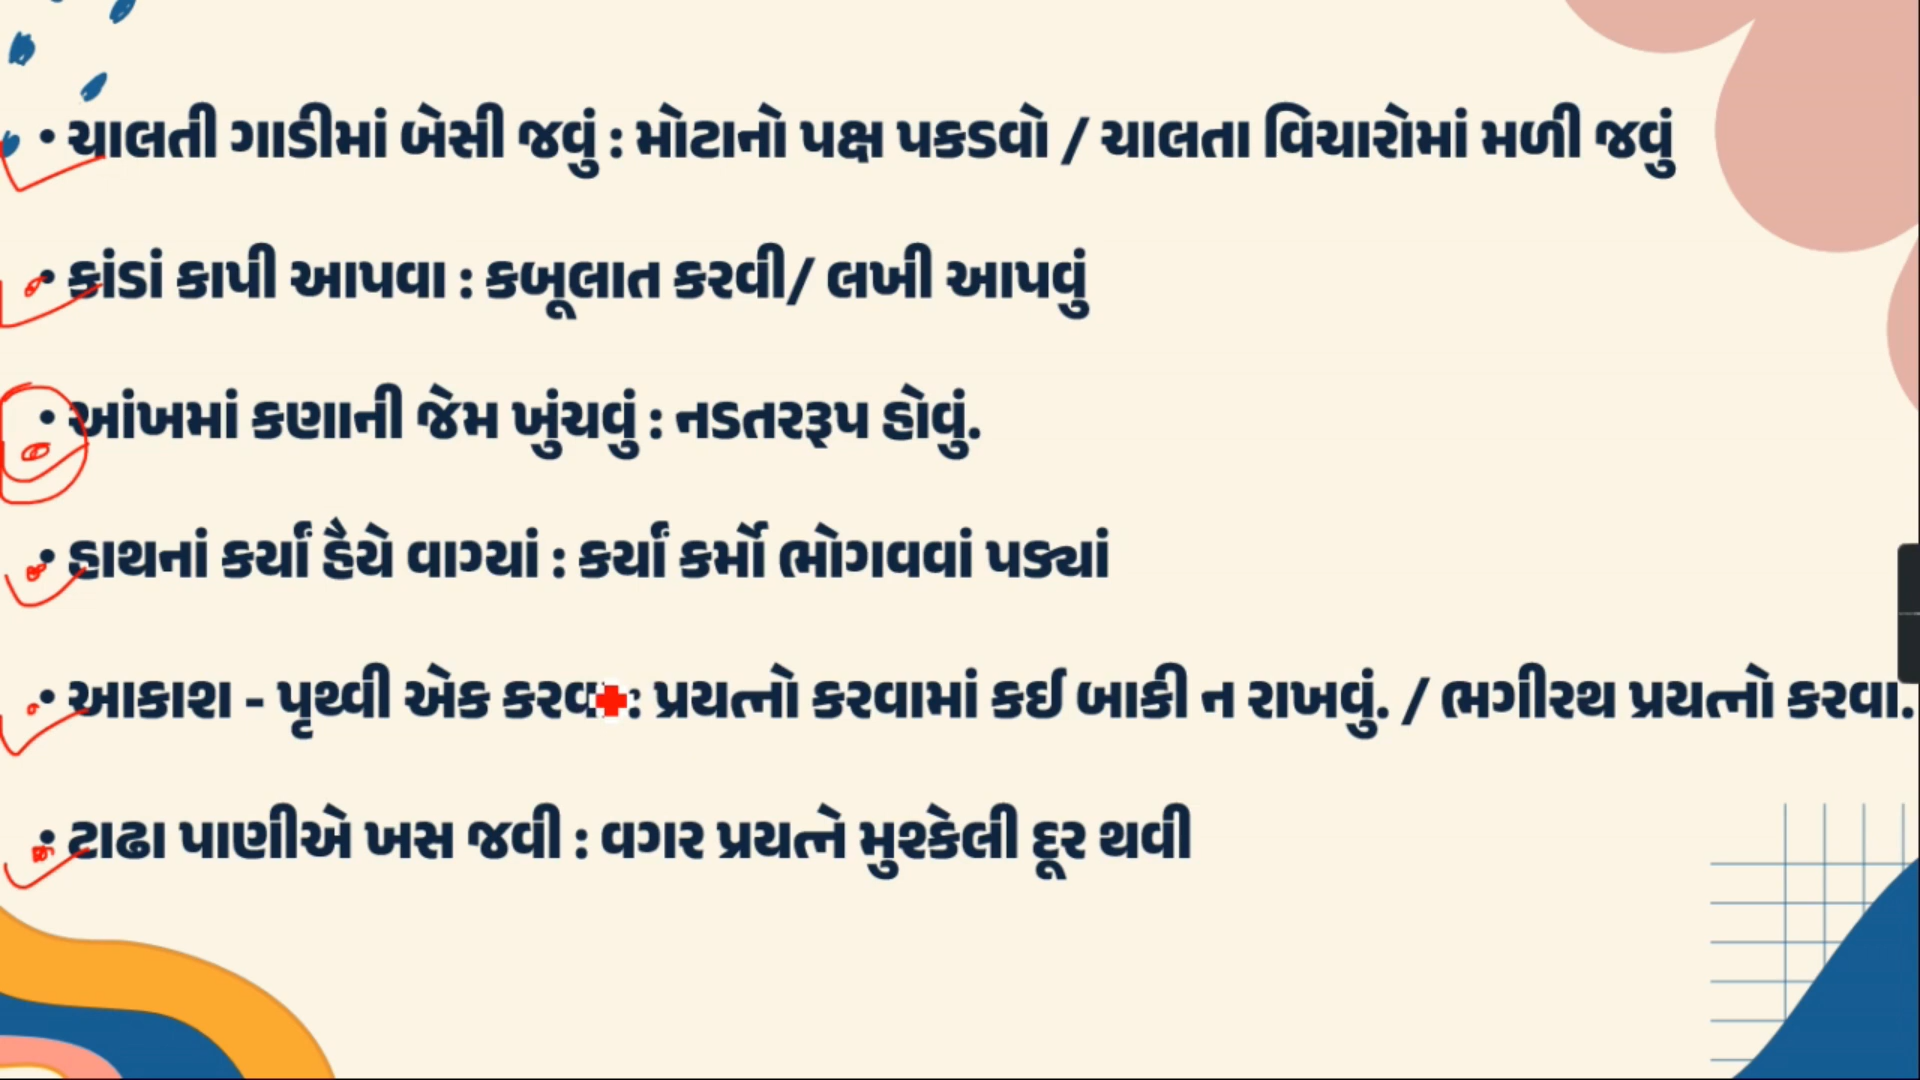 • ચાલતી ગાડીમાં બેસી જવું : મોટાનો પક્ષ પકડવો / ચાલતા વિચારોમાં મળી જવું
• કાંડાં કાપી આપવા : કબૂલાત કરવી/ લખી આપવું
• આંખમાં કણાની જેમ ખુંચવું : નડતરરૂપ હોવું.
• હાથનાં કર્યાં હૈયે વાગ્યાં : કર્યાં કર્મો ભોગવવાં પડ્યાં
• આકાશ - પૃથ્વી એક કરવા : પ્રયત્નો કરવામાં કઈ બાકી ન રાખવું. / ભગીરથ પ્રયત્નો કરવા.
• ટાઢા પાણીએ ખસ જવી : વગર પ્રયત્ને મુશ્કેલી દૂર થવી